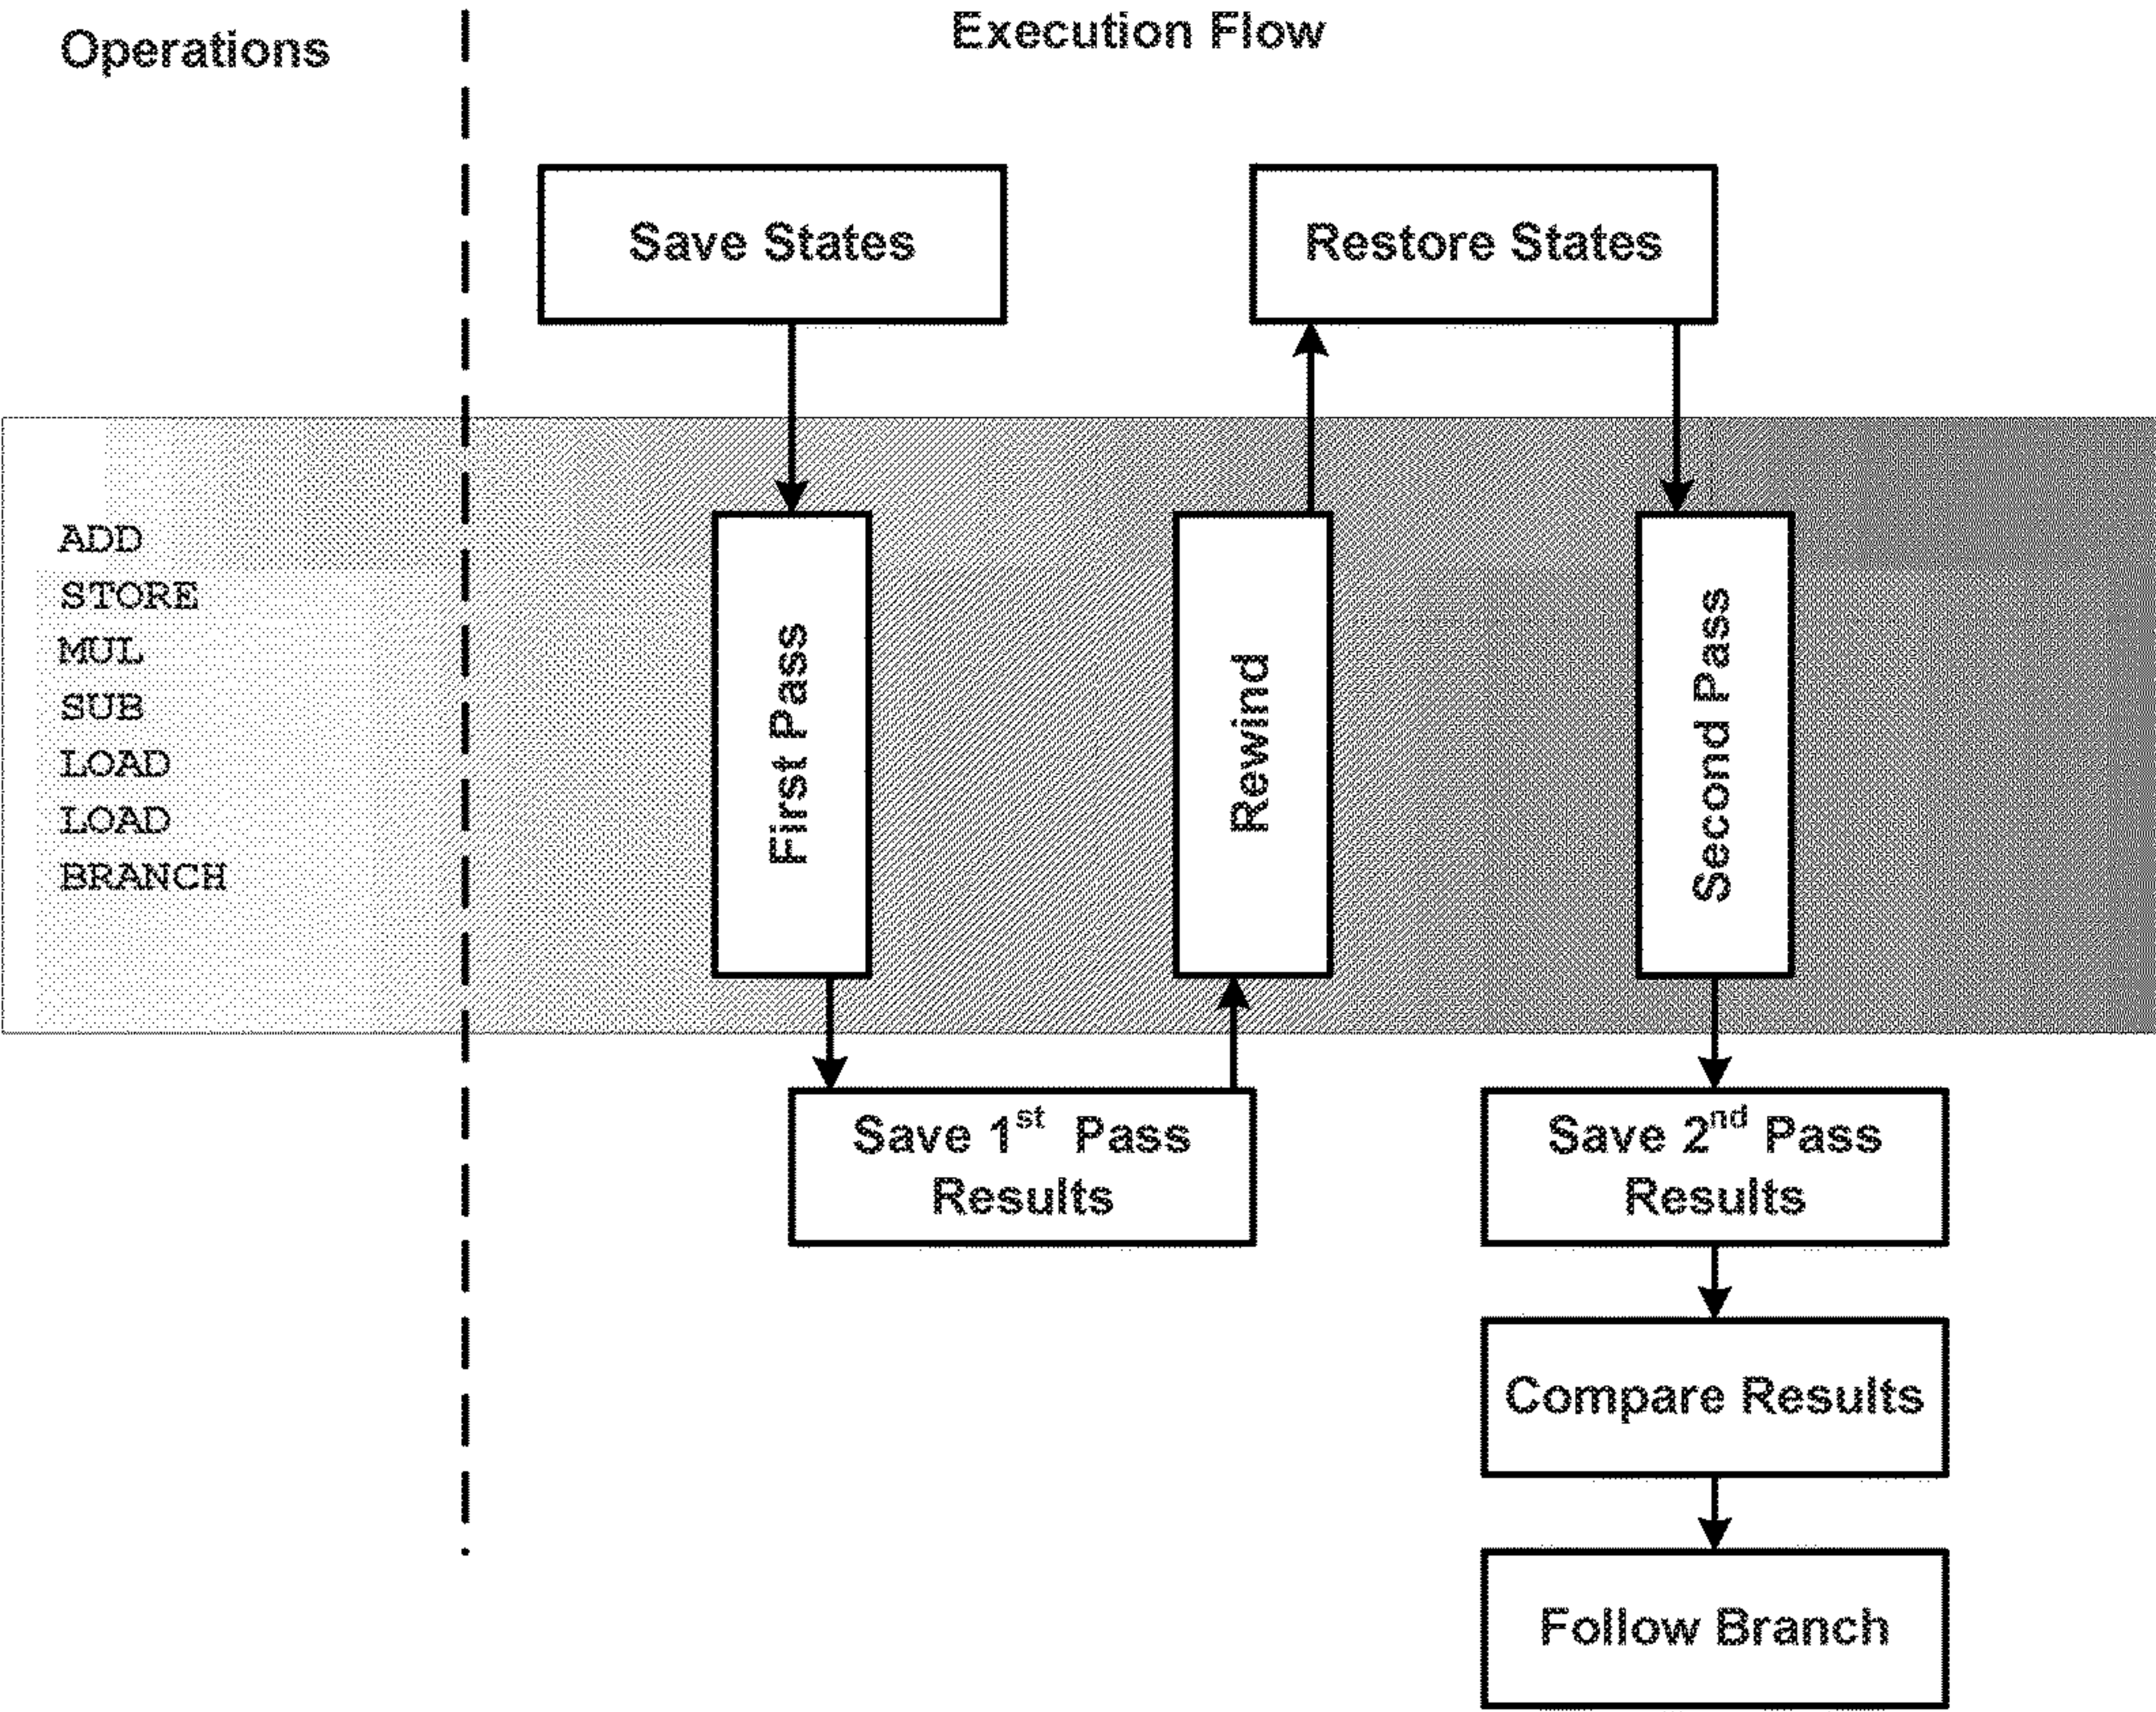 Operations
Execution Flow
Save States
Restore States
ADD
STORE
MUL
SUB
LOAD
LOAD
BRANCH
First Pass
Rewind
Second Pass
Save 1st Pass
Results
Save 2nd Pass
Results
Compare Results
Follow Branch